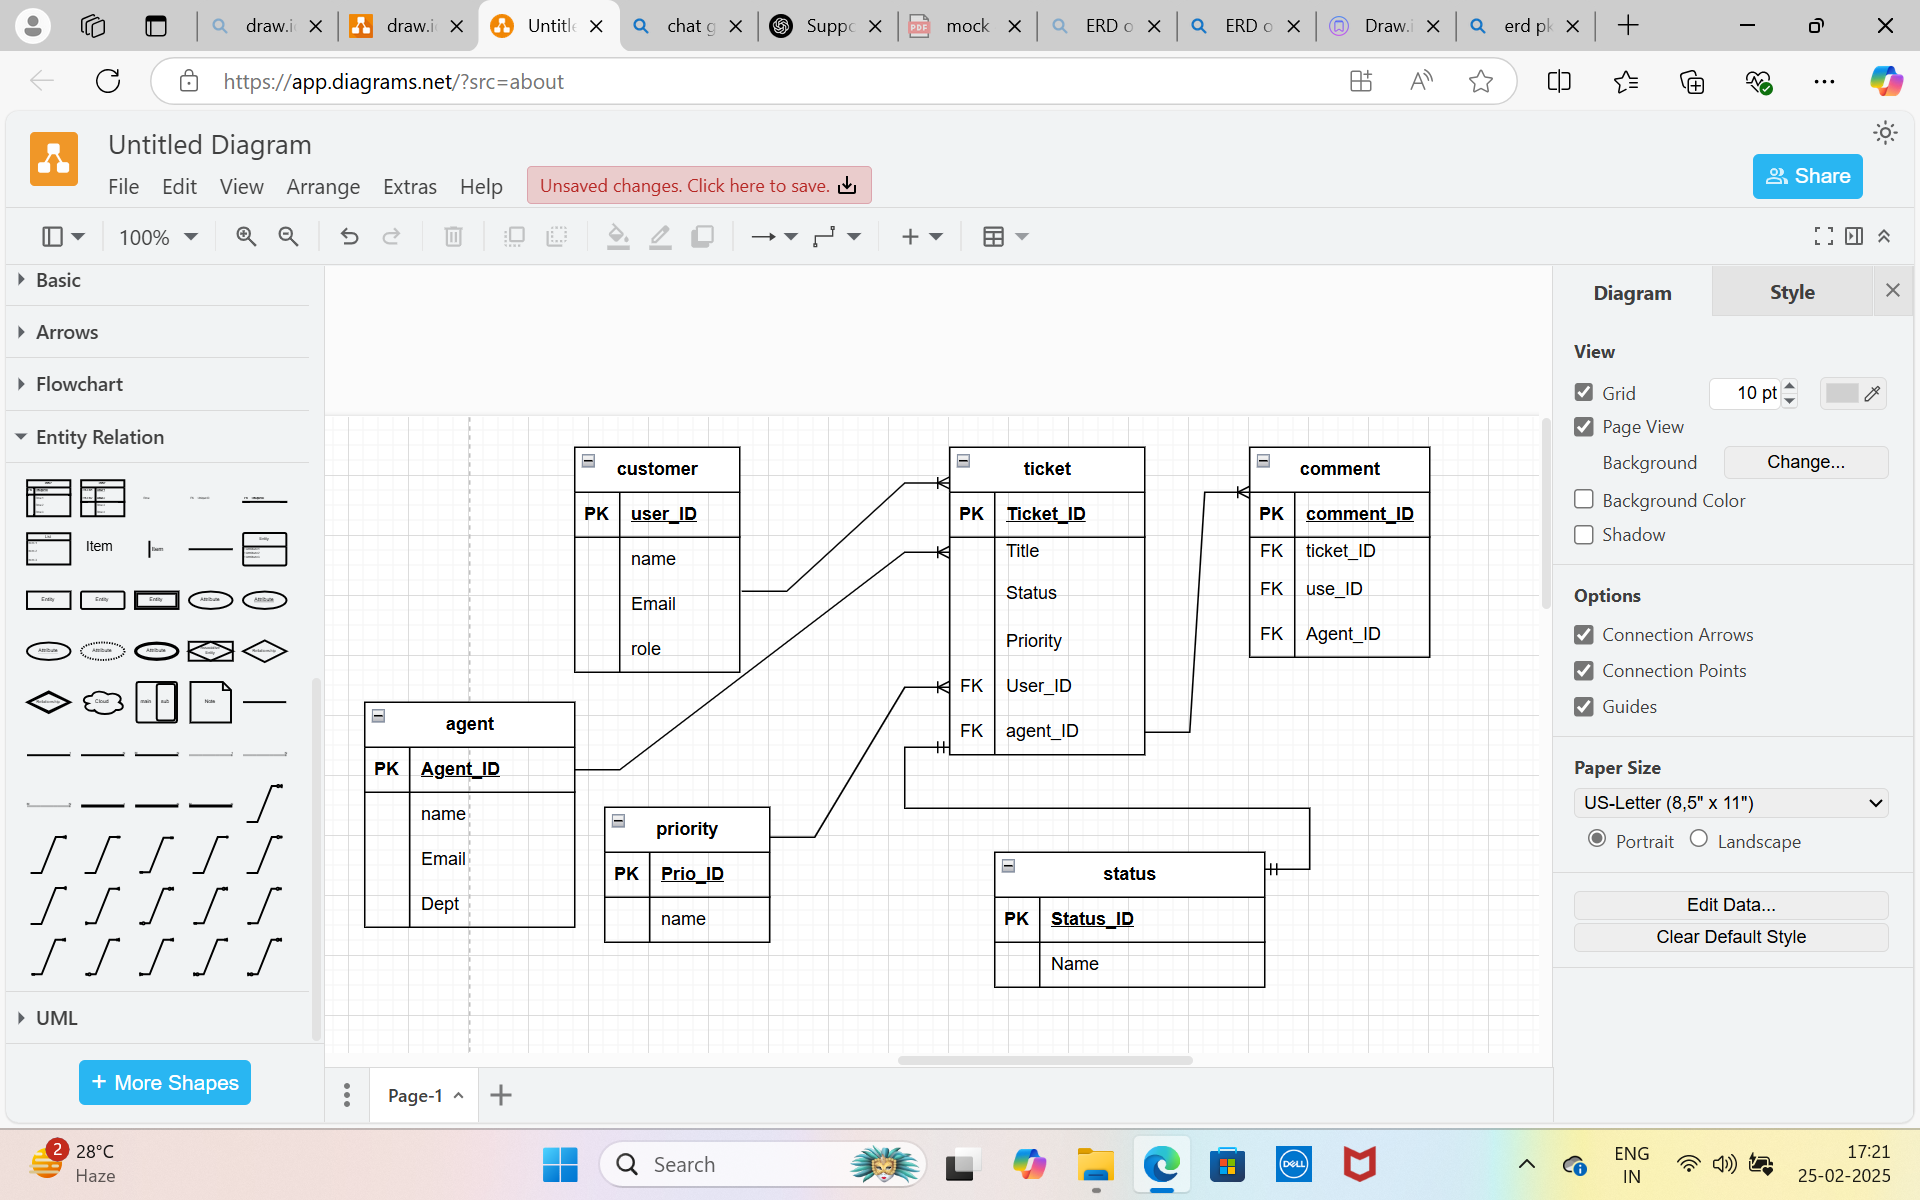 draw.i
draw.i
Untitle
chat g
Suppo
mock
ERD o
ERD o
Draw.i
erd pk
https://app.diagrams.net/?src=about
Untitled Diagram
File Edit View Arrange Extras Help
Unsaved changes. Click here to save.
Share
100%
Basic
Arrows
Flowchart
Entity Relation
Item
UML
+ More Shapes
customer
PK user_ID
name
Email
role
ticket
PK Ticket_ID
Title
Status
Priority
FK User_ID
FK agent_ID
comment
PK comment_ID
FK ticket_ID
FK use_ID
FK Agent_ID
agent
PK Agent_ID
name
Email
Dept
priority
PK Prio_ID
name
status
PK Status_ID
Name
Page-1
Diagram
Style
View
Grid
10 pt
Page View
Background
Change...
Background Color
Shadow
Options
Connection Arrows
Connection Points
Guides
Paper Size
US-Letter (8,5" x 11")
Portrait
Landscape
Edit Data...
Clear Default Style
2
28°C
Haze
Search
DELL
ENG
IN
17:21
25-02-2025